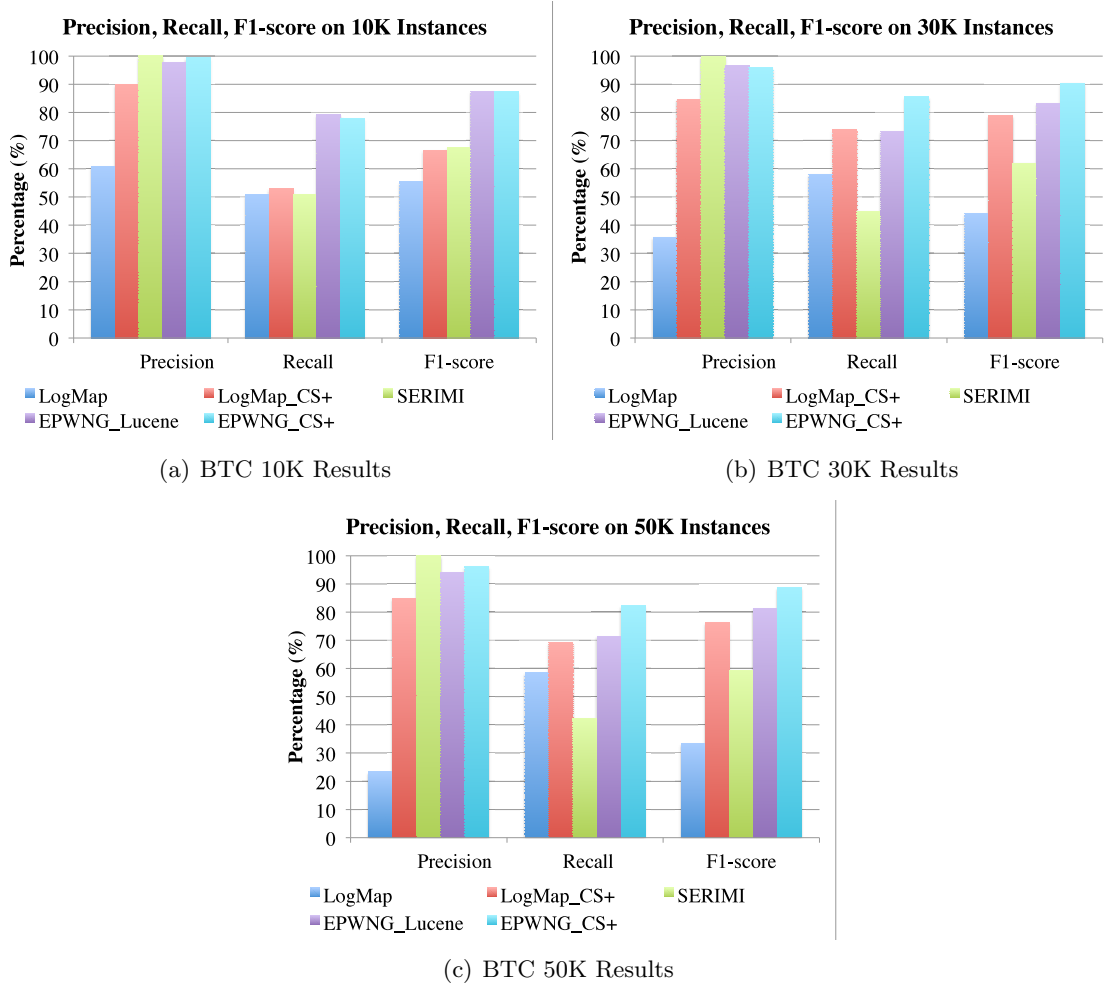 Precision, Recall, F1-score on 10K Instances
100
90
80
70
60
50
40
30
20
10
0
Percentage (%)
Precision Recall F1-score
LogMap LogMap_CS+ SERIMI
EPWNG_Lucene EPWNG_CS+
(a) BTC 10K Results
Precision, Recall, F1-score on 30K Instances
100
90
80
70
60
50
40
30
20
10
0
Percentage (%)
Precision Recall F1-score
LogMap LogMap_CS+ SERIMI
EPWNG_Lucene EPWNG_CS+
(b) BTC 30K Results
Precision, Recall, F1-score on 50K Instances
100
90
80
70
60
50
40
30
20
10
0
Percentage (%)
Precision Recall F1-score
LogMap LogMap_CS+ SERIMI
EPWNG_Lucene EPWNG_CS+
(c) BTC 50K Results